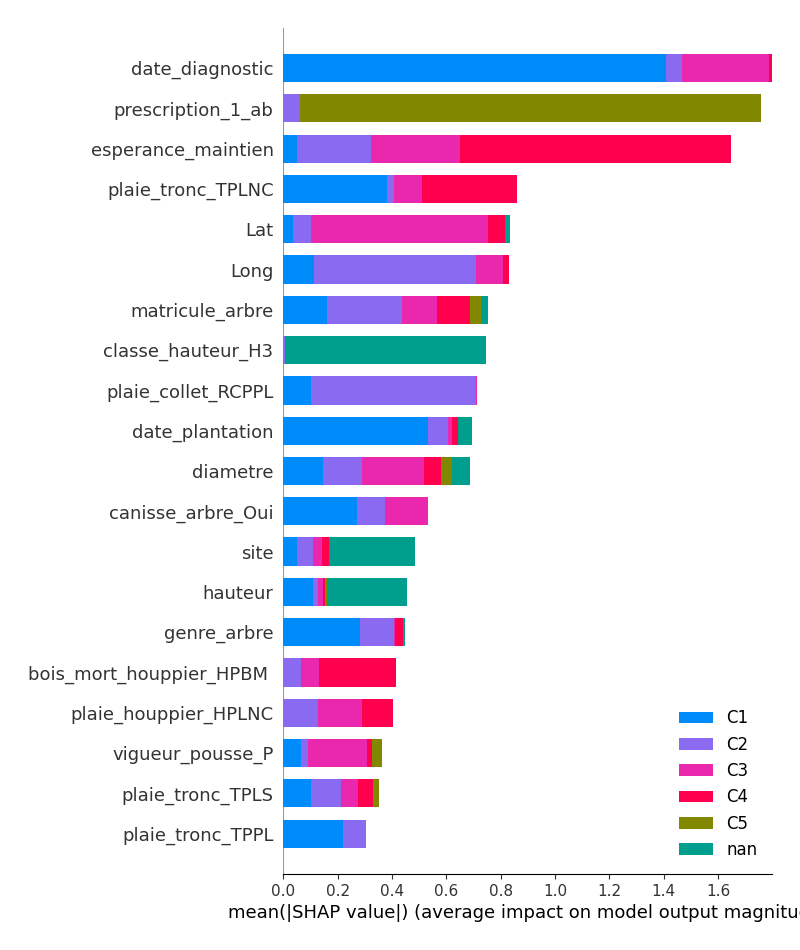 date_diagnostic
prescription_1_ab
esperance_maintien
plaie_tronc_TPLNC
Lat
Long
matricule_arbre
classe_hauteur_H3
plaie_collet_RCPPL
date_plantation
diametre
canisse_arbre_Oui
site
hauteur
genre_arbre
bois_mort_houppier_HPBM
plaie_houppier_HPLNC
vigueur_pousse_P
plaie_tronc_TPLS
plaie_tronc_TPPL
C1
C2
C3
C4
C5
nan
0.0 0.2 0.4 0.6 0.8 1.0 1.2 1.4 1.6
mean(|SHAP value|) (average impact on model output magnitu